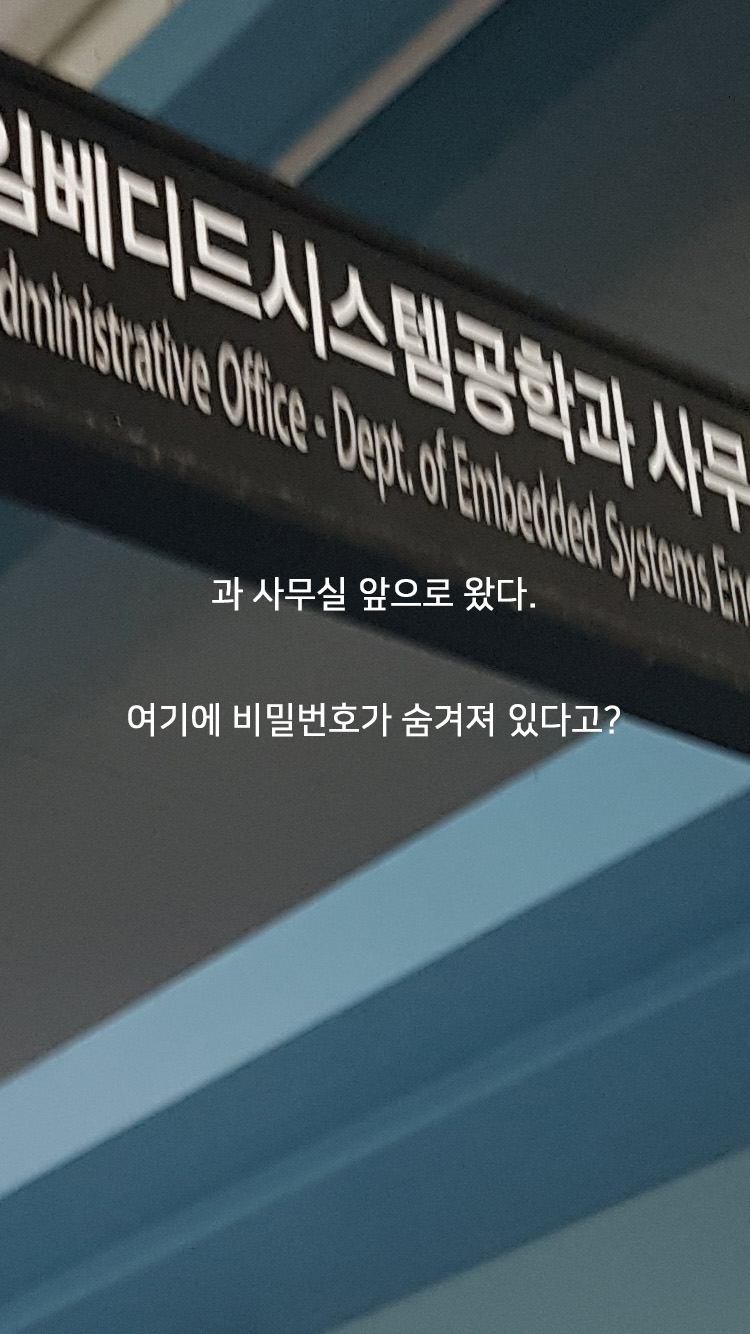 임베디드시스템공학과 사무
dministrative Office - Dept. of Embedded Systems En
과 사무실 앞으로 왔다.
여기에 비밀번호가 숨겨져 있다고?